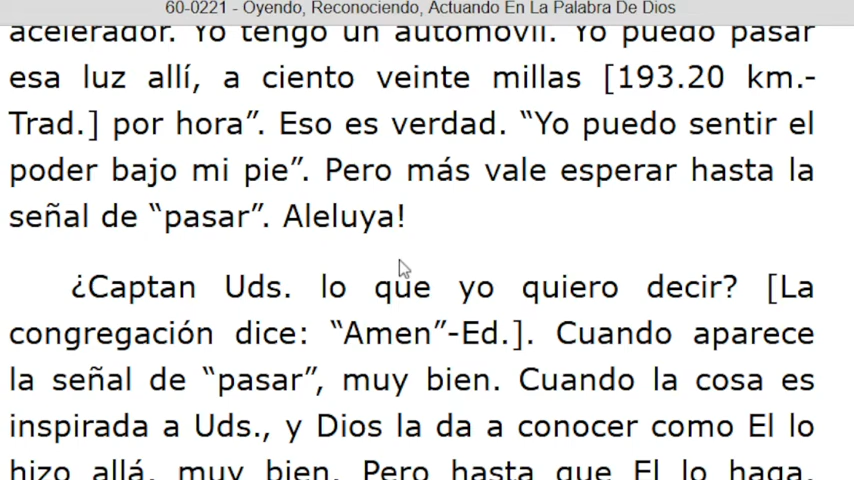 60-0221 - Oyendo, Reconociendo, Actuando En La Palabra De Dios
acelerador. Yo tengo un automóvil. Yo puedo pasar
esa luz allí, a ciento veinte millas [193.20 km.-
Trad.] por hora”. Eso es verdad. “Yo puedo sentir el
poder bajo mi pie”. Pero más vale esperar hasta la
señal de “pasar”. Aleluya!
¿Captan Uds. lo que yo quiero decir? [La
congregación dice: “Amen”-Ed.]. Cuando aparece
la señal de “pasar”, muy bien. Cuando la cosa es
inspirada a Uds., y Dios la da a conocer como El lo
hizo allá, muy bien. Pero hasta que El lo haga,